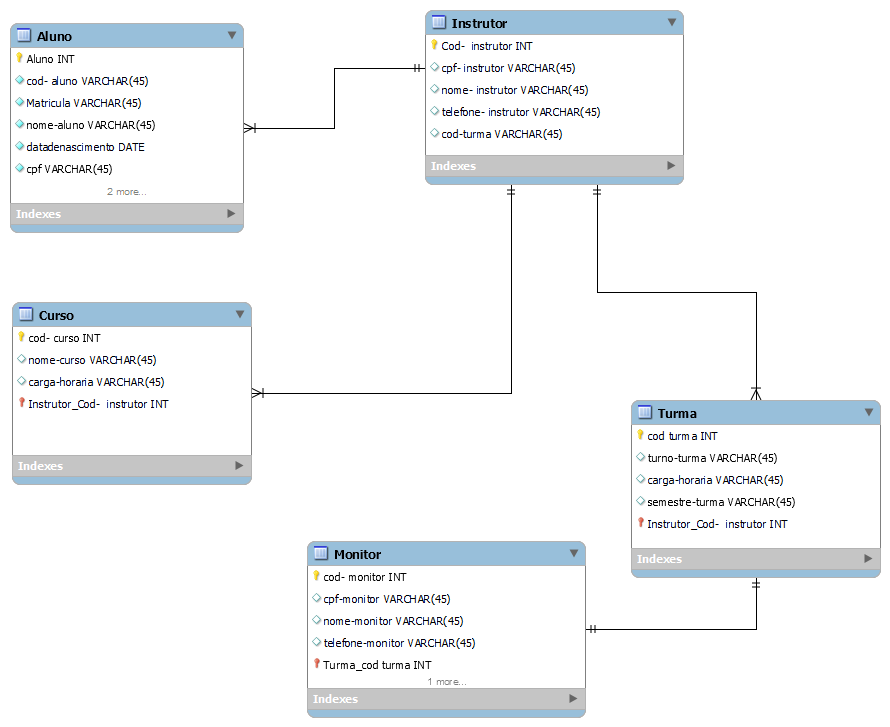 Aluno
Aluno INT
cod- aluno VARCHAR(45)
Matricula VARCHAR(45)
nome-aluno VARCHAR(45)
datadenascimento DATE
cpf VARCHAR(45)
2 more...
Indexes
Instrutor
Cod-  instrutor INT
cpf- instrutor VARCHAR(45)
nome- instrutor VARCHAR(45)
telefone- instrutor VARCHAR(45)
cod-turma VARCHAR(45)
Indexes
Curso
cod- curso INT
nome-curso VARCHAR(45)
carga-horaria VARCHAR(45)
Instrutor_Cod-  instrutor INT
Indexes
Turma
cod turma INT
turno-turma VARCHAR(45)
carga-horaria VARCHAR(45)
semestre-turma VARCHAR(45)
Instrutor_Cod-  instrutor INT
Indexes
Monitor
cod- monitor INT
cpf-monitor VARCHAR(45)
nome-monitor VARCHAR(45)
telefone-monitor VARCHAR(45)
Turma_cod turma INT
1 more...
Indexes